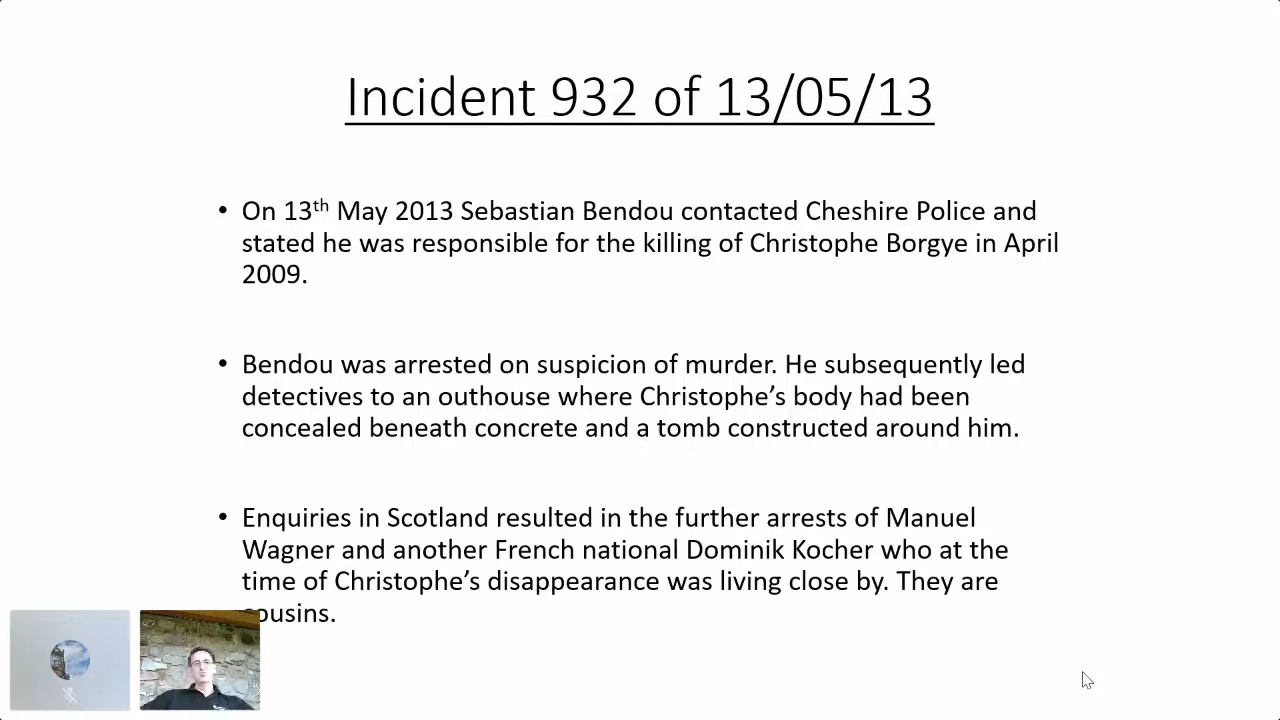 Incident 932 of 13/05/13
• On 13th May 2013 Sebastian Bendou contacted Cheshire Police and
stated he was responsible for the killing of Christophe Borgye in April
2009.
• Bendou was arrested on suspicion of murder. He subsequently led
detectives to an outhouse where Christophe’s body had been
concealed beneath concrete and a tomb constructed around him.
• Enquiries in Scotland resulted in the further arrests of Manuel
Wagner and another French national Dominik Kocher who at the
time of Christophe’s disappearance was living close by. They are
cousins.